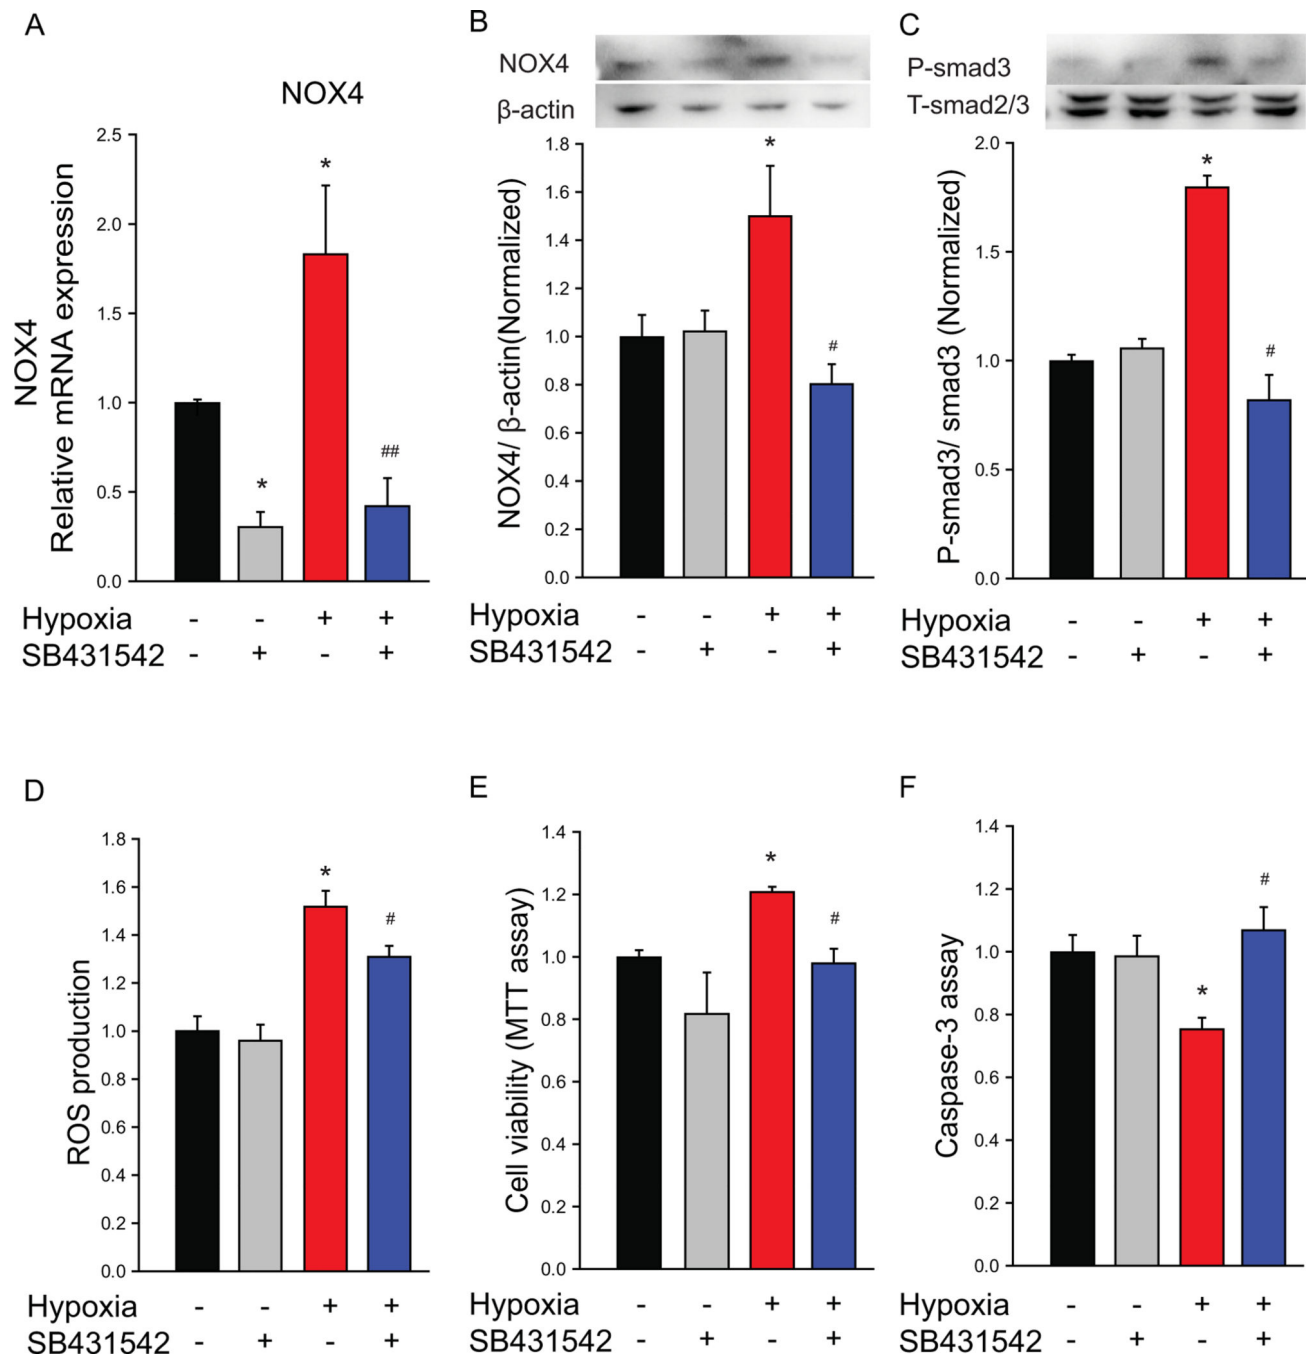 A
NOX4
2.5
2.0
1.5
1.0
0.5
0.0
NOX4
Relative mRNA expression
*
*
##
Hypoxia - - + +
SB431542 - + - +
B
NOX4
β-actin
1.8
1.6
1.4
1.2
1.0
0.8
0.6
0.4
0.2
0.0
NOX4/ β-actin(Normalized)
*
#
Hypoxia - - + +
SB431542 - + - +
C
P-smad3
T-smad2/3
2.0
1.5
1.0
0.5
0.0
P-smad3/ smad3 (Normalized)
*
#
Hypoxia - - + +
SB431542 - + - +
D
1.8
1.6
1.4
1.2
1.0
0.8
0.6
0.4
0.2
0.0
ROS production
*
#
Hypoxia - - + +
SB431542 - + - +
E
1.4
1.2
1.0
0.8
0.6
0.4
0.2
0.0
Cell viability (MTT assay)
*
#
Hypoxia - - + +
SB431542 - + - +
F
1.4
1.2
1.0
0.8
0.6
0.4
0.2
0.0
Caspase-3 assay
*
#
Hypoxia - - + +
SB431542 - + - +